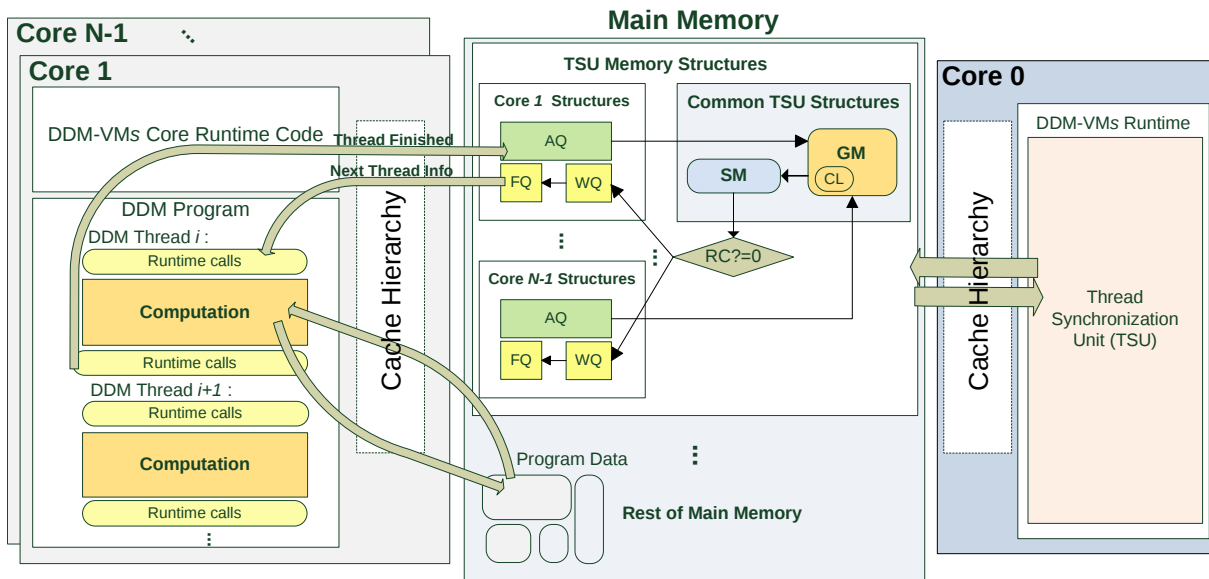 Core N-1
Core 1
DDM-VMs Core Runtime Code
DDM Program
DDM Thread i :
Runtime calls
Computation
Runtime calls
DDM Thread i+1 :
Runtime calls
Computation
Runtime calls
Cache Hierarchy
Thread Finished
Next Thread Info
Main Memory
TSU Memory Structures
Core 1 Structures
AQ
FQ
WQ
Common TSU Structures
GM
CL
SM
RC?=0
Core N-1 Structures
AQ
FQ
WQ
Program Data
Rest of Main Memory
Core 0
Cache Hierarchy
DDM-VMs Runtime
Thread
Synchronization
Unit (TSU)